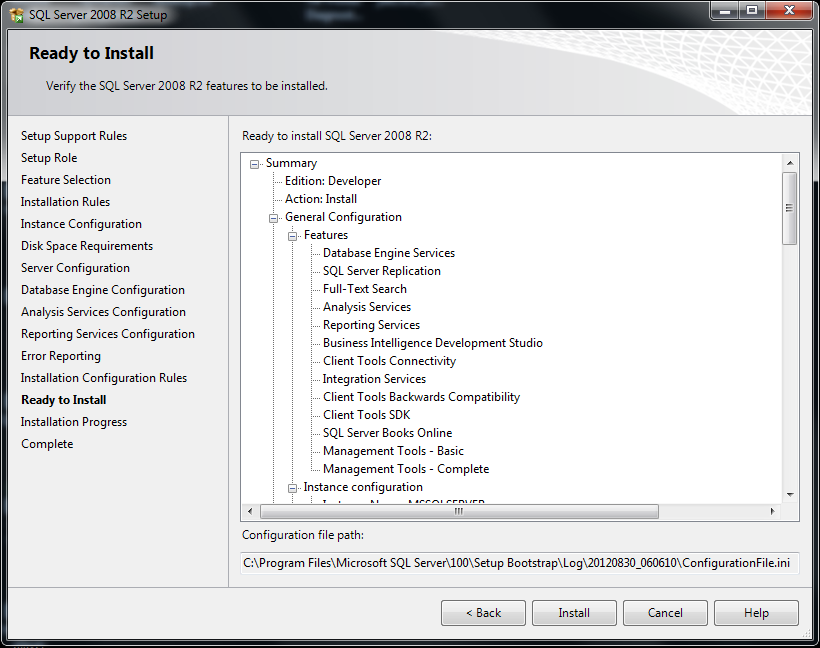 SQL Server 2008 R2 Setup
Ready to Install
Verify the SQL Server 2008 R2 features to be installed.
Setup Support Rules
Setup Role
Feature Selection
Installation Rules
Instance Configuration
Disk Space Requirements
Server Configuration
Database Engine Configuration
Analysis Services Configuration
Reporting Services Configuration
Error Reporting
Installation Configuration Rules
Ready to Install
Installation Progress
Complete
Ready to install SQL Server 2008 R2:
Summary
Edition: Developer
Action: Install
General Configuration
Features
Database Engine Services
SQL Server Replication
Full-Text Search
Analysis Services
Reporting Services
Business Intelligence Development Studio
Client Tools Connectivity
Integration Services
Client Tools Backwards Compatibility
Client Tools SDK
SQL Server Books Online
Management Tools - Basic
Management Tools - Complete
Instance configuration
Instance Name: MSSQLSERVER
Configuration file path:
C:\Program Files\Microsoft SQL Server\100\Setup Bootstrap\Log\20120830_060610\ConfigurationFile.ini
< Back
Install
Cancel
Help